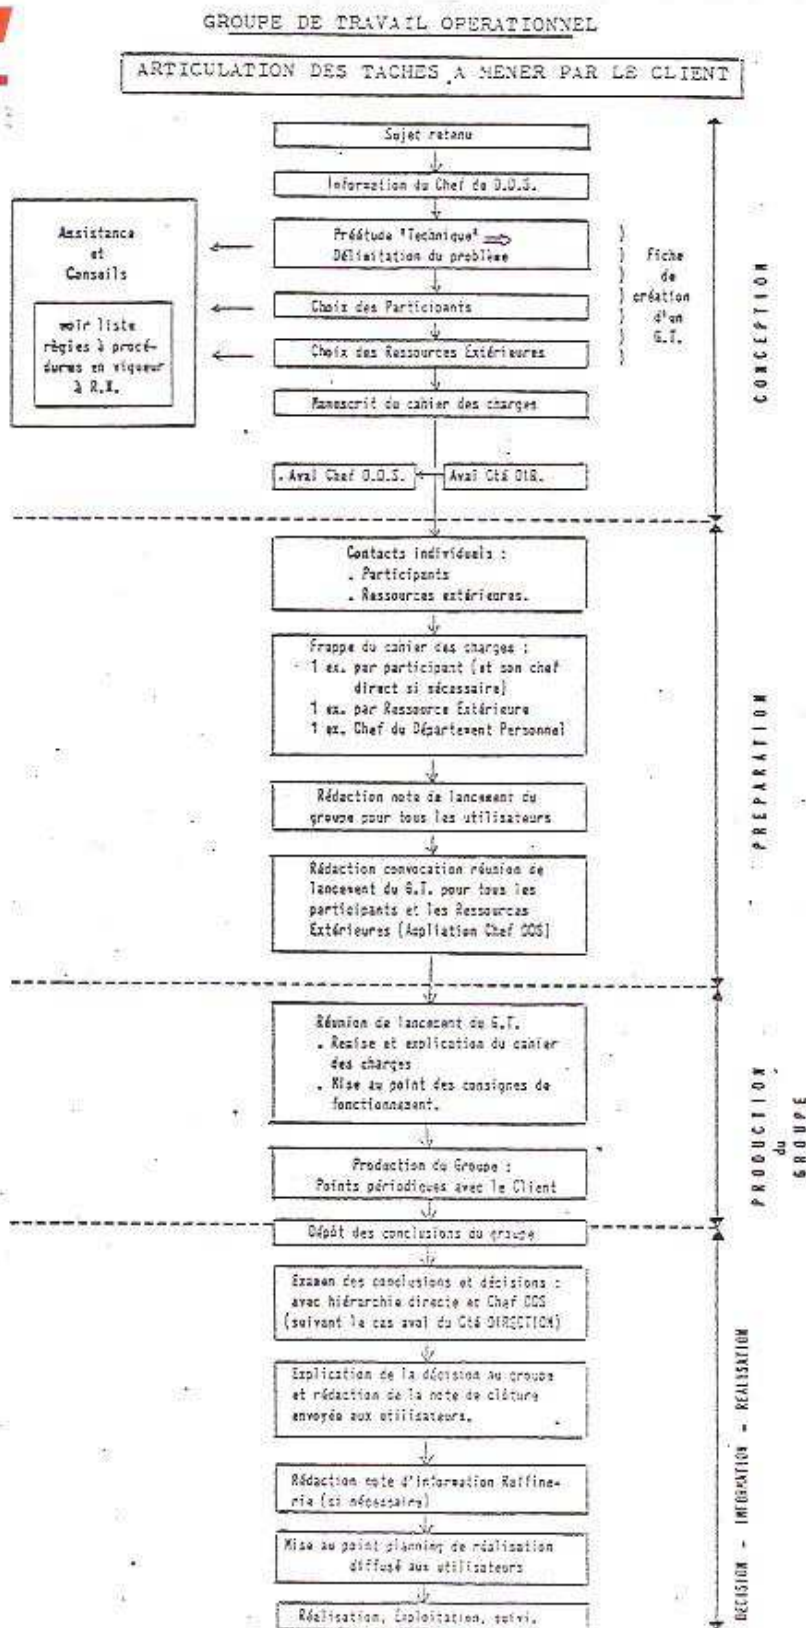 GROUPE DE TRAVAIL OPERATIONNEL
ARTICULATION DES TACHES A MENER PAR LE CLIENT
Sujet retenu
Information du Chef de D.O.S.
Assistance
et
Conseils
voir liste
règles à procé-
dures en vigueur
à R.N.
Préétude "Technique" ⇒
Délimitation du problème
Choix des Participants
Choix des Ressources Extérieures
Manuscrit du cahier des charges
Fiche
de
création
d'un
G.T.
CONCEPTION
. Aval Chef D.O.S.
Aval Cté DIR.
Contacts individuels :
. Participants
. Ressources extérieures.
Frappe du cahier des charges :
- 1 ex. par participant (et son chef
direct si nécessaire)
1 ex. par Ressource Extérieure
1 ex. Chef du Département Personnel
Rédaction note de lancement du
groupe pour tous les utilisateurs
Rédaction convocation réunion de
lancement du G.T. pour tous les
participants et les Ressources
Extérieures (Ampliation Chef DOS)
PREPARATION
Réunion de lancement du G.T.
. Remise et explication du cahier
des charges
. Mise au point des consignes de
fonctionnement.
Production du Groupe :
Points périodiques avec le Client
PRODUCTION
du
GROUPE
Dépôt des conclusions du groupe
Examen des conclusions et décisions :
avec hiérarchie directe et Chef DOS
(suivant le cas aval du Cté DIRECTION)
Explication de la décision au groupe
et rédaction de la note de clôture
envoyée aux utilisateurs.
Rédaction note d'information Raffine-
rie (si nécessaire)
Mise au point planning de réalisation
diffusé aux utilisateurs
Réalisation, Exploitation, suivi.
DECISION - INFORMATION - REALISATION